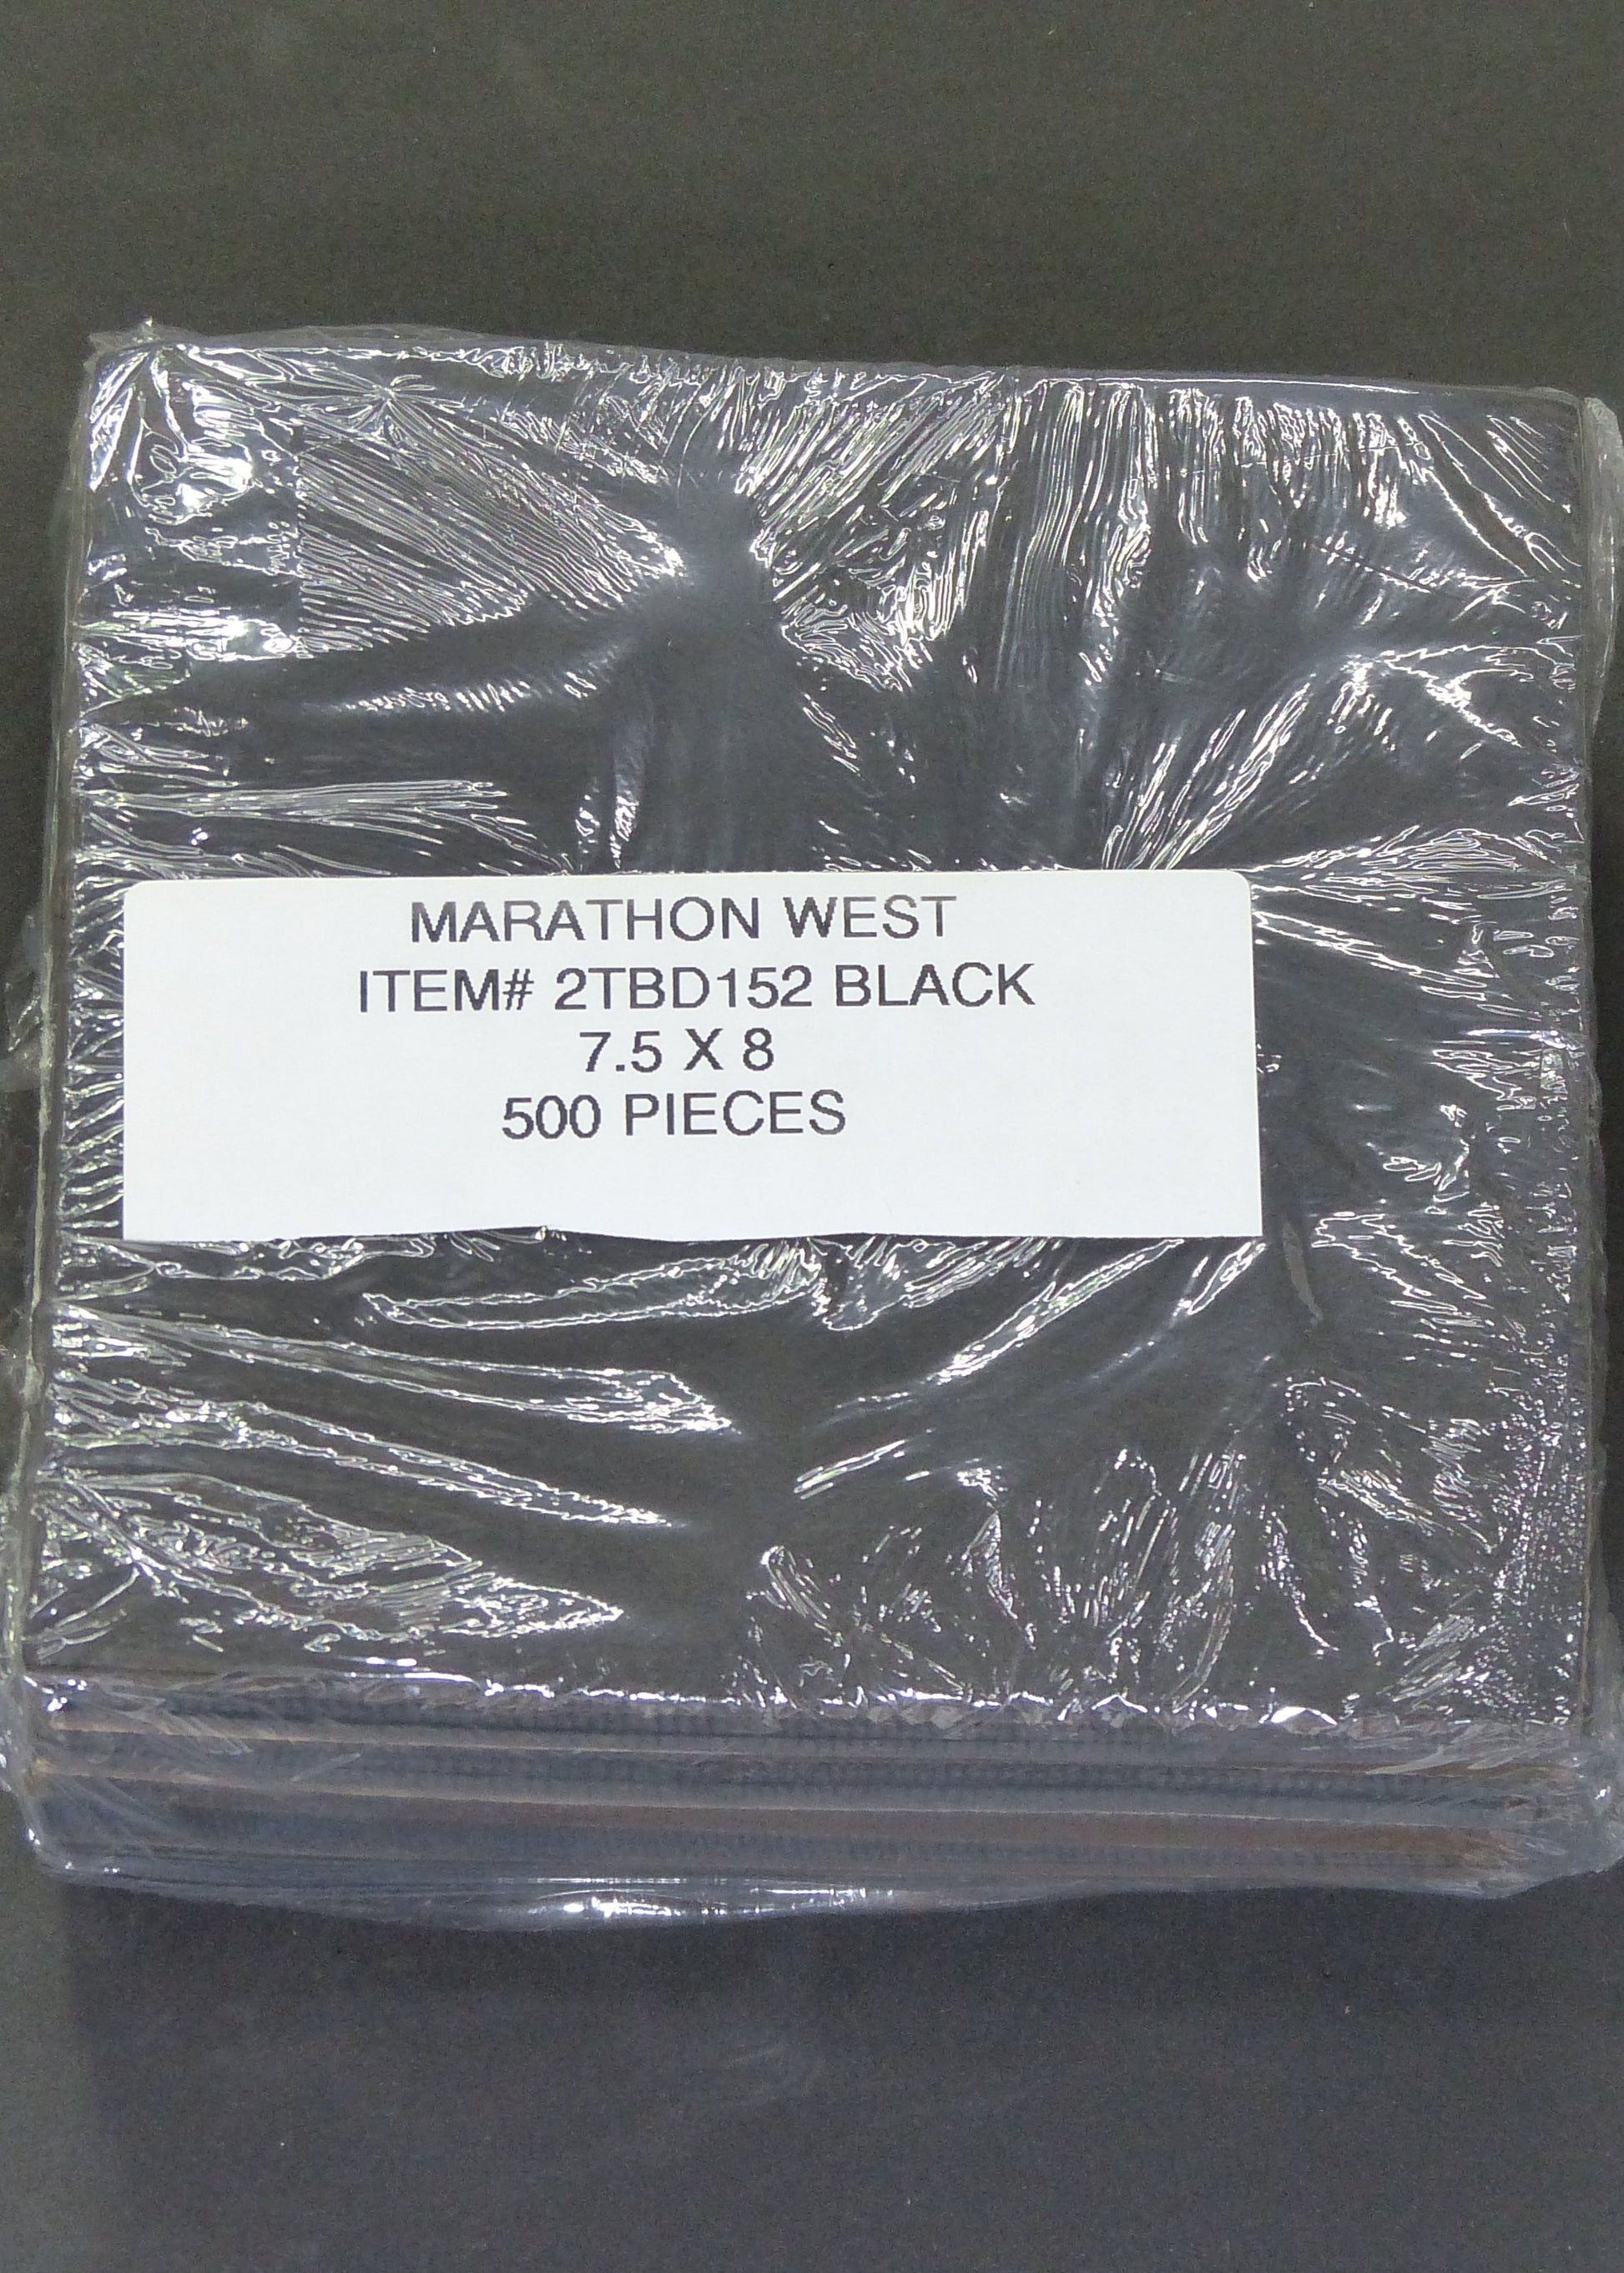 MARATHON WEST
ITEM# 2TBD152 BLACK
7.5 X 8
500 PIECES